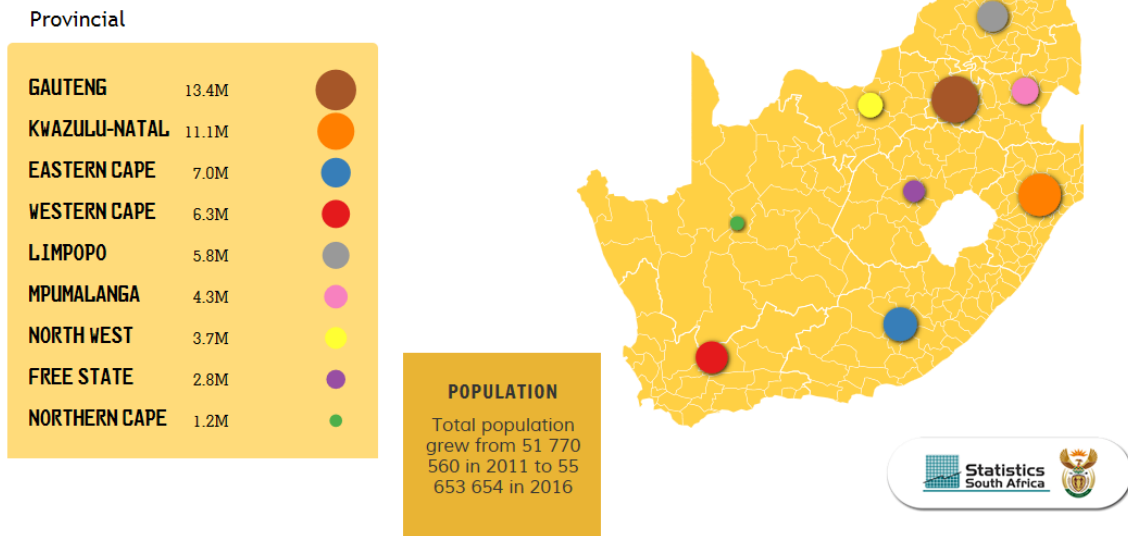 Provincial
GAUTENG 13.4M
KWAZULU-NATAL 11.1M
EASTERN CAPE 7.0M
WESTERN CAPE 6.3M
LIMPOPO 5.8M
MPUMALANGA 4.3M
NORTH WEST 3.7M
FREE STATE 2.8M
NORTHERN CAPE 1.2M
POPULATION
Total population
grew from 51 770
560 in 2011 to 55
653 654 in 2016
Statistics
South Africa